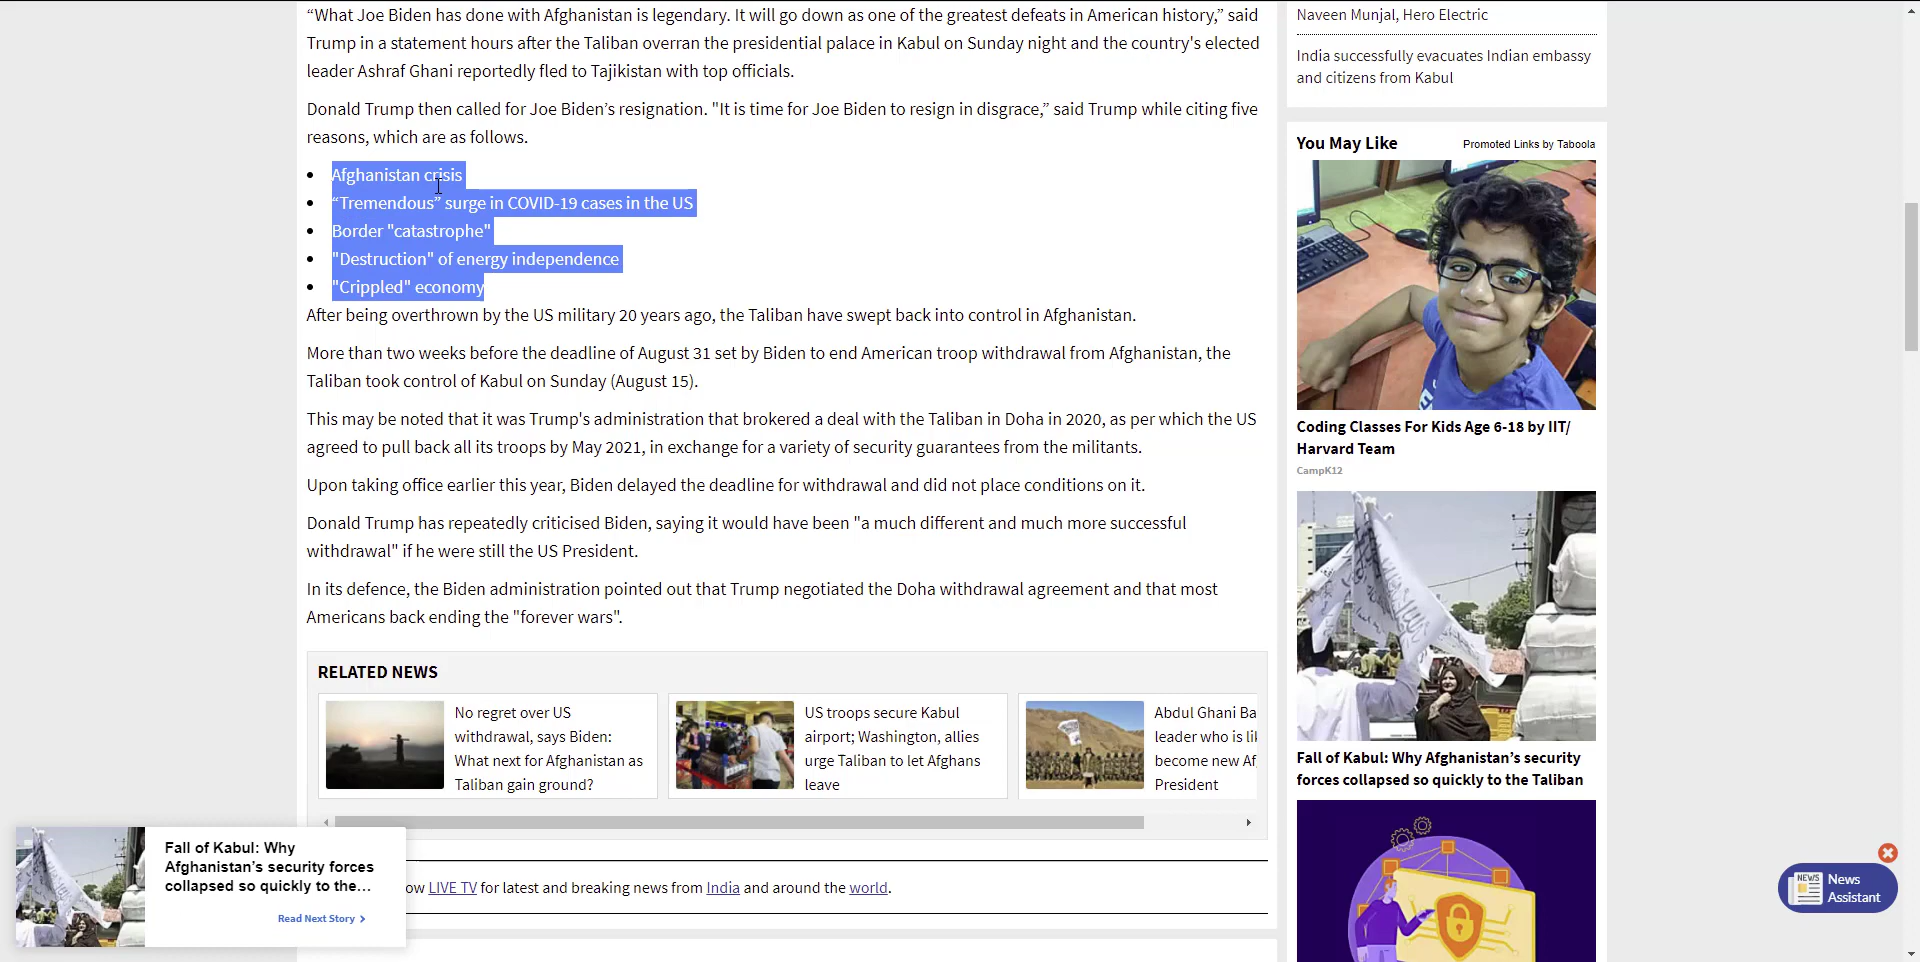 “What Joe Biden has done with Afghanistan is legendary. It will go down as one of the greatest defeats in American history,” said
Trump in a statement hours after the Taliban overran the presidential palace in Kabul on Sunday night and the country's elected
leader Ashraf Ghani reportedly fled to Tajikistan with top officials.
Donald Trump then called for Joe Biden’s resignation. "It is time for Joe Biden to resign in disgrace,” said Trump while citing five
reasons, which are as follows.
• Afghanistan crisis
• “Tremendous” surge in COVID-19 cases in the US
• Border "catastrophe"
• "Destruction" of energy independence
• "Crippled" economy
After being overthrown by the US military 20 years ago, the Taliban have swept back into control in Afghanistan.
More than two weeks before the deadline of August 31 set by Biden to end American troop withdrawal from Afghanistan, the
Taliban took control of Kabul on Sunday (August 15).
This may be noted that it was Trump's administration that brokered a deal with the Taliban in Doha in 2020, as per which the US
agreed to pull back all its troops by May 2021, in exchange for a variety of security guarantees from the militants.
Upon taking office earlier this year, Biden delayed the deadline for withdrawal and did not place conditions on it.
Donald Trump has repeatedly criticised Biden, saying it would have been "a much different and much more successful
withdrawal" if he were still the US President.
In its defence, the Biden administration pointed out that Trump negotiated the Doha withdrawal agreement and that most
Americans back ending the "forever wars".
RELATED NEWS
No regret over US
withdrawal, says Biden:
What next for Afghanistan as
Taliban gain ground?
US troops secure Kabul
airport; Washington, allies
urge Taliban to let Afghans
leave
Abdul Ghani Ba
leader who is lik
become new Af
President
ow LIVE TV for latest and breaking news from India and around the world.
Fall of Kabul: Why
Afghanistan’s security forces
collapsed so quickly to the...
Read Next Story >
Naveen Munjal, Hero Electric
India successfully evacuates Indian embassy
and citizens from Kabul
You May Like
Promoted Links by Taboola
Coding Classes For Kids Age 6-18 by IIT/
Harvard Team
CampK12
Fall of Kabul: Why Afghanistan’s security
forces collapsed so quickly to the Taliban
NEWS
News
Assistant